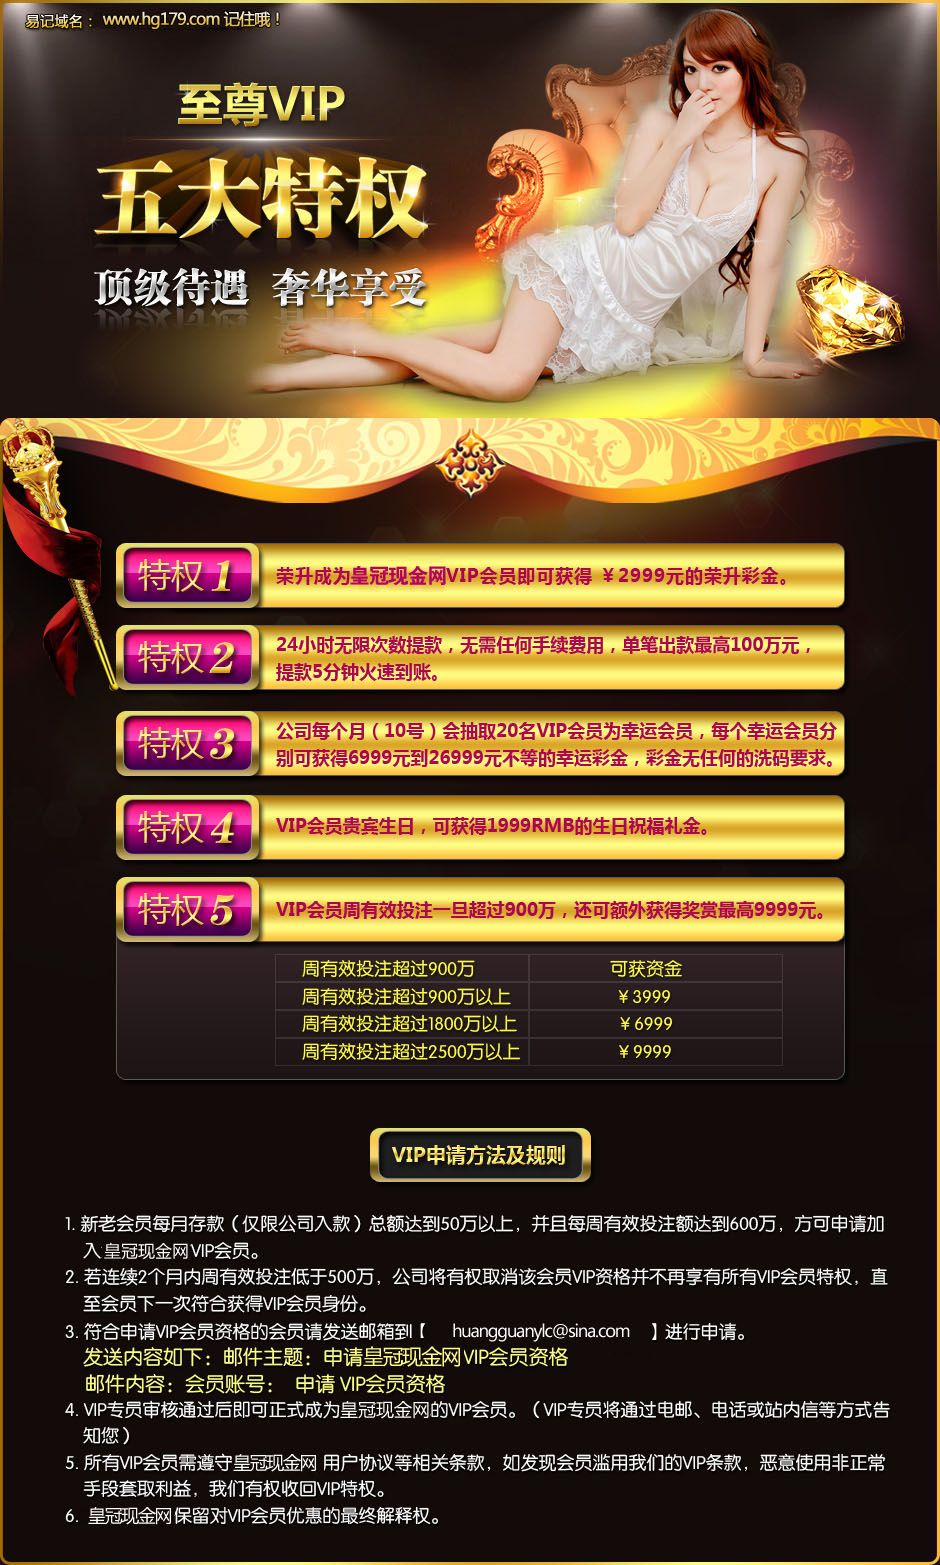 易记域名： www.hg179.com 记住哦！
至尊VIP
五大特权
顶级待遇 奢华享受
特权1
荣升成为皇冠现金网VIP会员即可获得 ￥2999元的荣升彩金。
特权2
24小时无限次数提款，无需任何手续费用，单笔出款最高100万元，
提款5分钟火速到账。
特权3
公司每个月（10号）会抽取20名VIP会员为幸运会员，每个幸运会员分
别可获得6999元到26999元不等的幸运彩金，彩金无任何的洗码要求。
特权4
VIP会员贵宾生日，可获得1999RMB的生日祝福礼金。
特权5
VIP会员周有效投注一旦超过900万，还可额外获得奖赏最高9999元。
周有效投注超过900万 可获资金
周有效投注超过900万以上 ￥3999
周有效投注超过1800万以上 ￥6999
周有效投注超过2500万以上 ￥9999
VIP申请方法及规则
1. 新老会员每月存款（仅限公司入款）总额达到50万以上，并且每周有效投注额达到600万，方可申请加
入皇冠现金网VIP会员。
2. 若连续2个月内周有效投注低于500万，公司将有权取消该会员VIP资格并不再享有所有VIP会员特权，直
至会员下一次符合获得VIP会员身份。
3. 符合申请VIP会员资格的会员请发送邮箱到【 huangguanylc@sina.com 】进行申请。
发送内容如下：邮件主题：申请皇冠现金网VIP会员资格
邮件内容：会员账号： 申请 VIP会员资格
4. VIP专员审核通过后即可正式成为皇冠现金网的VIP会员。（VIP专员将通过电邮、电话或站内信等方式告
知您）
5. 所有VIP会员需遵守皇冠现金网 用户协议等相关条款，如发现会员滥用我们的VIP条款，恶意使用非正常
手段套取利益，我们有权收回VIP特权。
6. 皇冠现金网保留对VIP会员优惠的最终解释权。